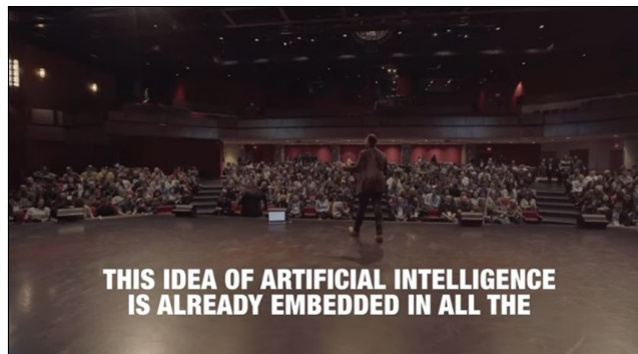 THIS IDEA OF ARTIFICIAL INTELLIGENCE
IS ALREADY EMBEDDED IN ALL THE